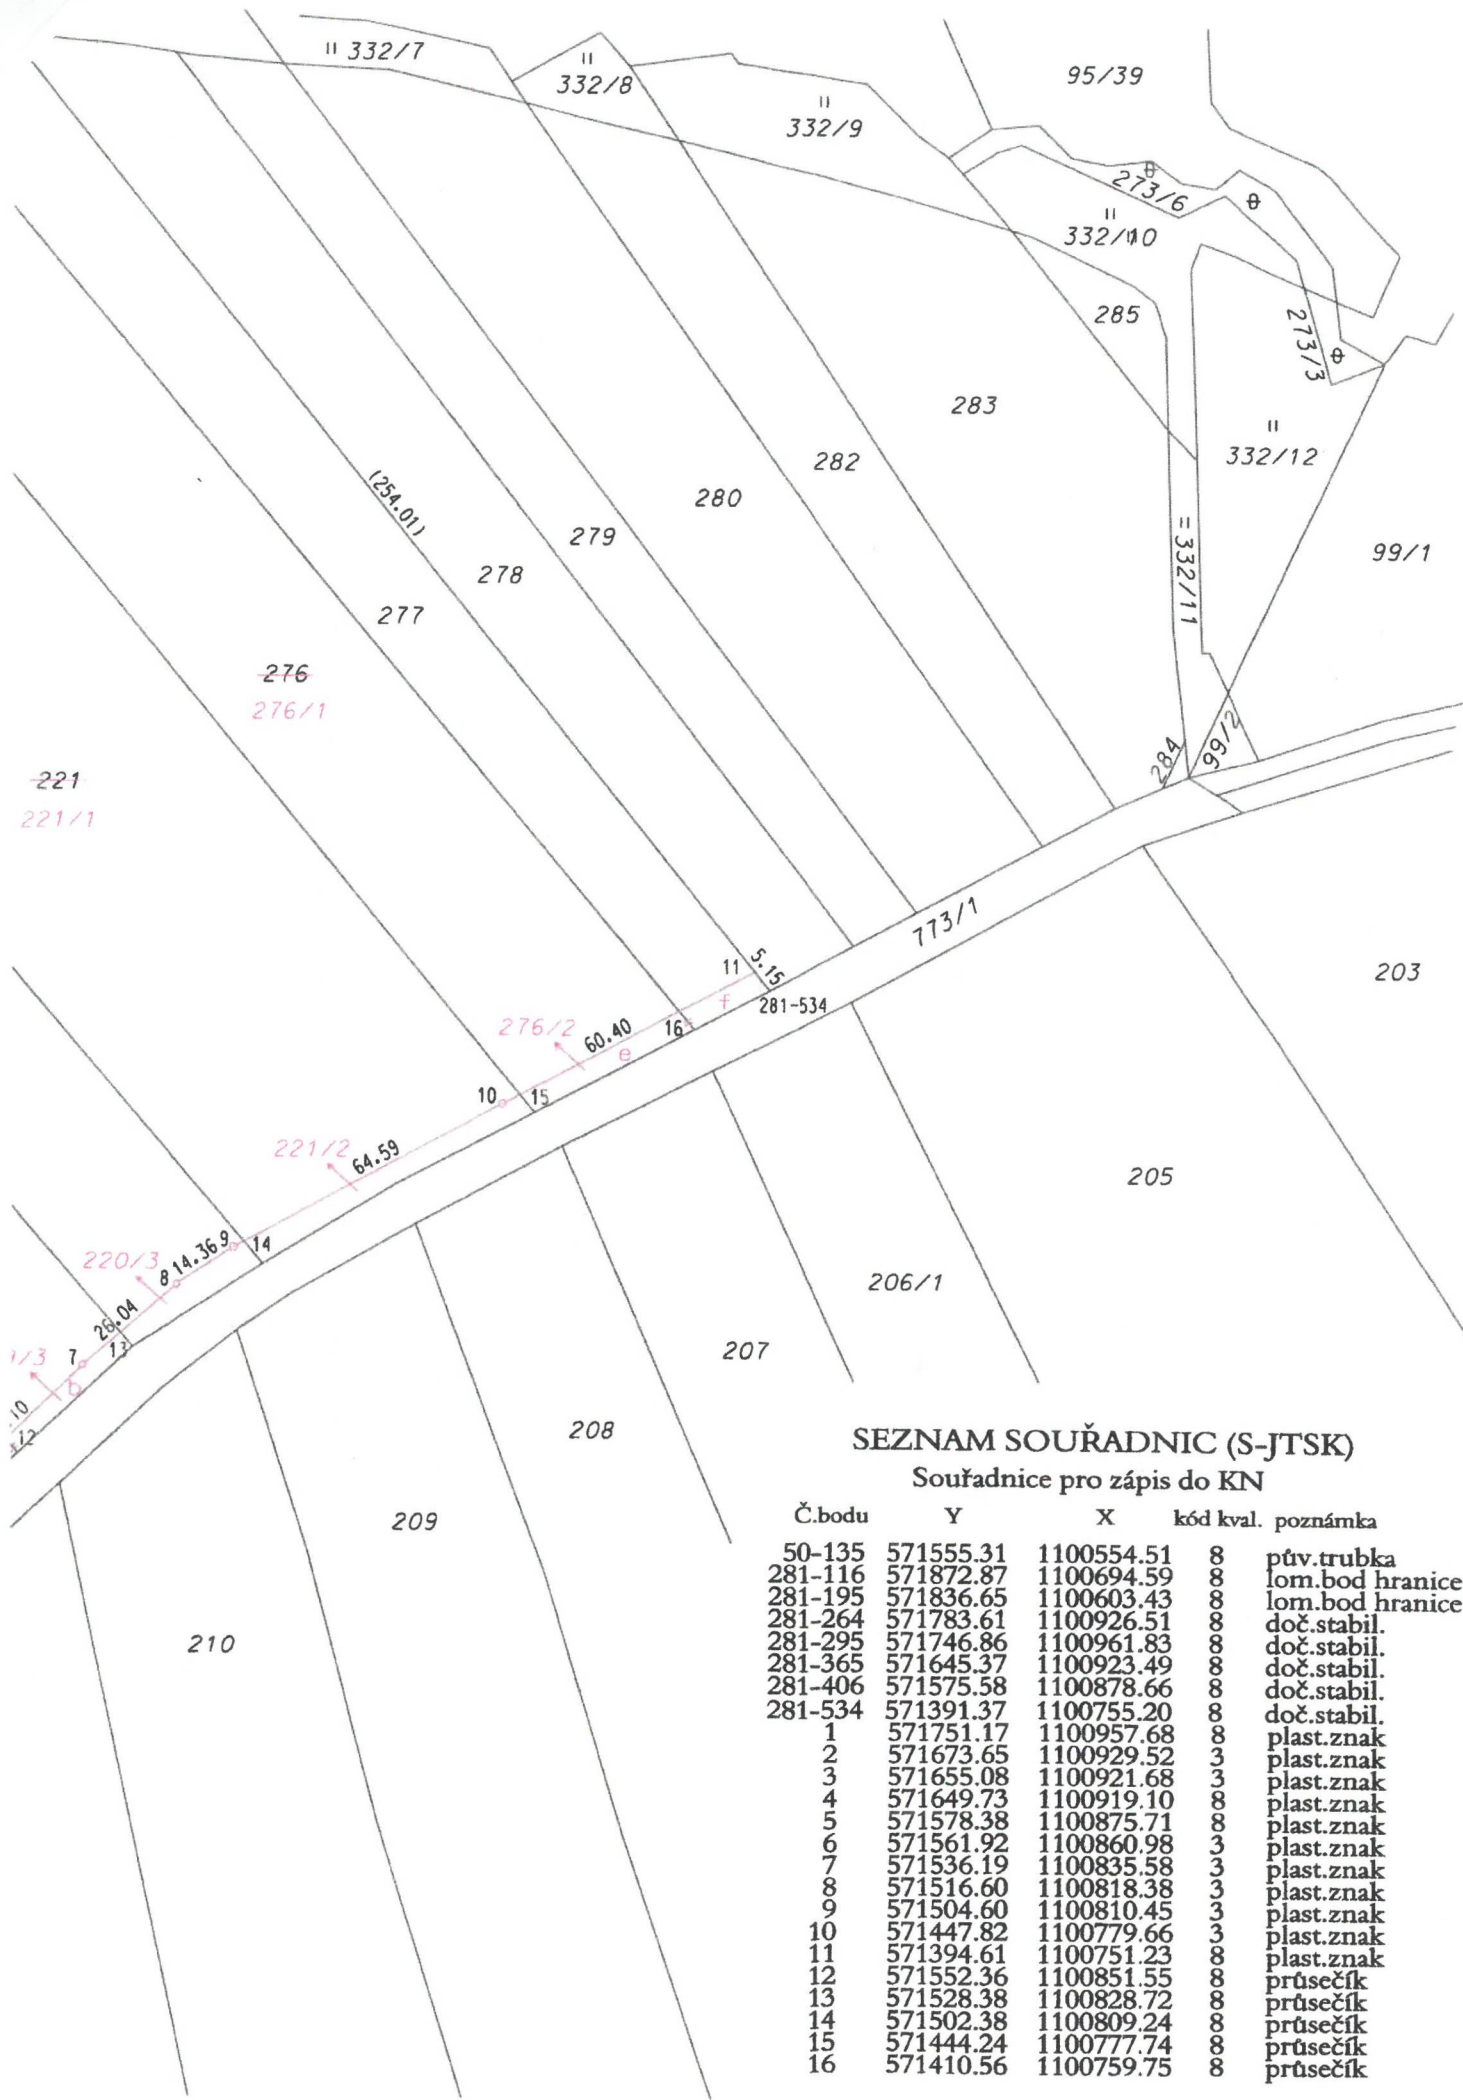 332/7
332/8
332/9
95/39
273/6
332/10
285
273/3
283
332/12
282
280
(254.01)
279
= 332/11
99/1
278
277
276
276/1
221
221/1
284
99/2
773/1
203
11
5.15
f
281-534
276/2
60.40
16
e
10
15
205
221/2
64.59
220/3
8
14.36
9
14
206/1
26.04
13
207
/3
7
b
.10
12
208
209
210
SEZNAM SOUŘADNIC (S-JTSK)
Souřadnice pro zápis do KN
Č.bodu Y X kód kval. poznámka
50-135 571555.31 1100554.51 8 pův.trubka
281-116 571872.87 1100694.59 8 lom.bod hranice
281-195 571836.65 1100603.43 8 lom.bod hranice
281-264 571783.61 1100926.51 8 doč.stabil.
281-295 571746.86 1100961.83 8 doč.stabil.
281-365 571645.37 1100923.49 8 doč.stabil.
281-406 571575.58 1100878.66 8 doč.stabil.
281-534 571391.37 1100755.20 8 doč.stabil.
1 571751.17 1100957.68 8 plast.znak
2 571673.65 1100929.52 3 plast.znak
3 571655.08 1100921.68 3 plast.znak
4 571649.73 1100919.10 8 plast.znak
5 571578.38 1100875.71 8 plast.znak
6 571561.92 1100860.98 3 plast.znak
7 571536.19 1100835.58 3 plast.znak
8 571516.60 1100818.38 3 plast.znak
9 571504.60 1100810.45 3 plast.znak
10 571447.82 1100779.66 3 plast.znak
11 571394.61 1100751.23 8 plast.znak
12 571552.36 1100851.55 8 průsečík
13 571528.38 1100828.72 8 průsečík
14 571502.38 1100809.24 8 průsečík
15 571444.24 1100777.74 8 průsečík
16 571410.56 1100759.75 8 průsečík